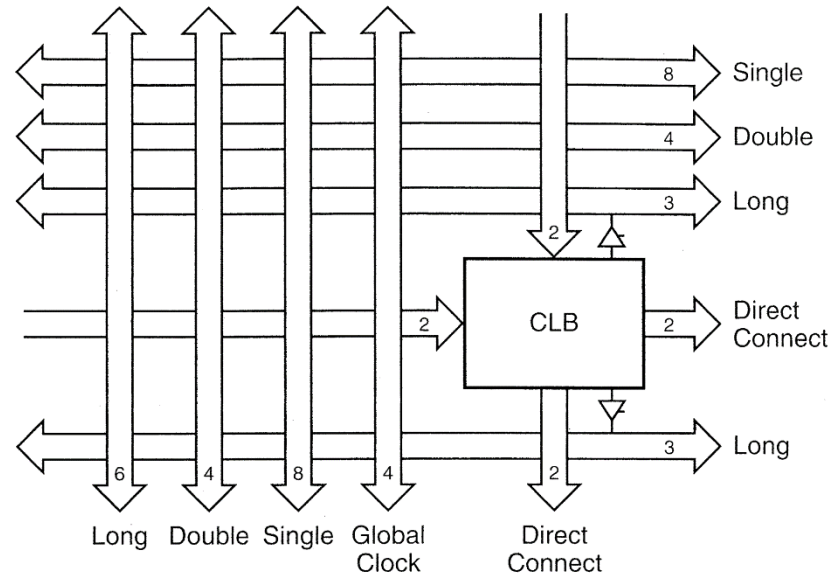 8 Single
4 Double
3 Long
2
2 CLB 2 Direct
Connect
3 Long
6 4 8 4 2
Long Double Single Global Direct
Clock Connect